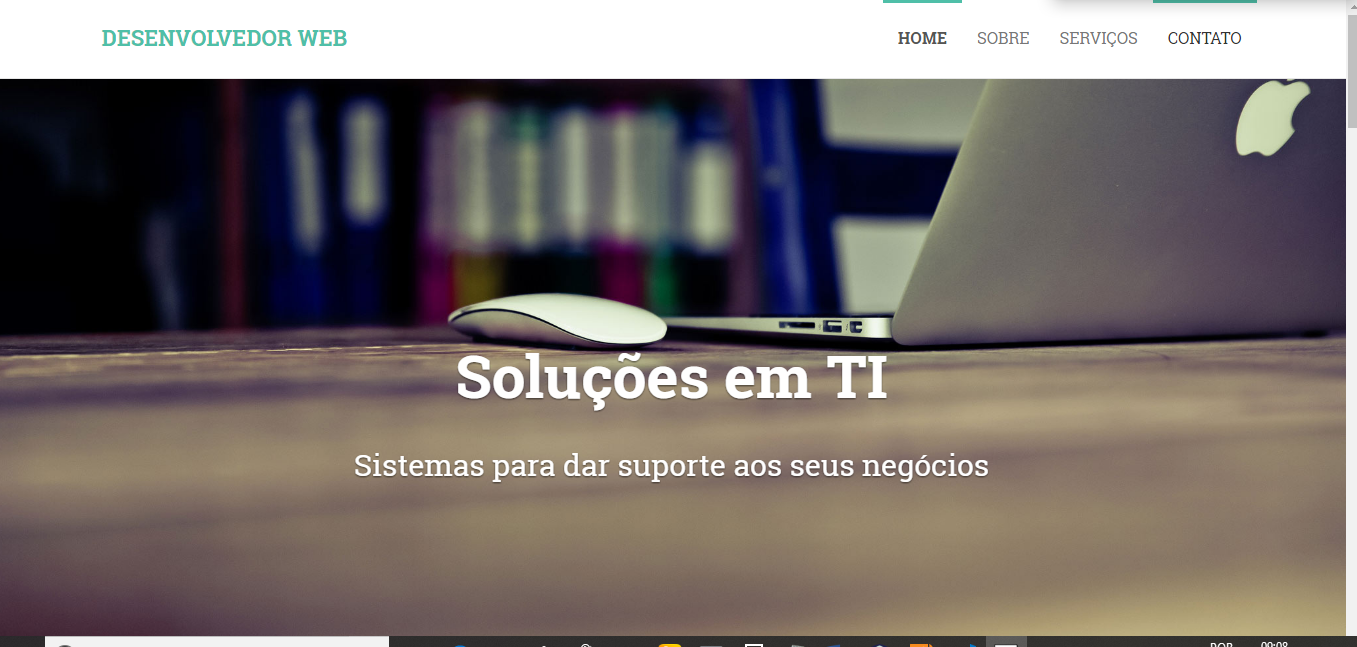 DESENVOLVEDOR WEB
HOME SOBRE SERVIÇOS CONTATO
Soluções em TI
Sistemas para dar suporte aos seus negócios